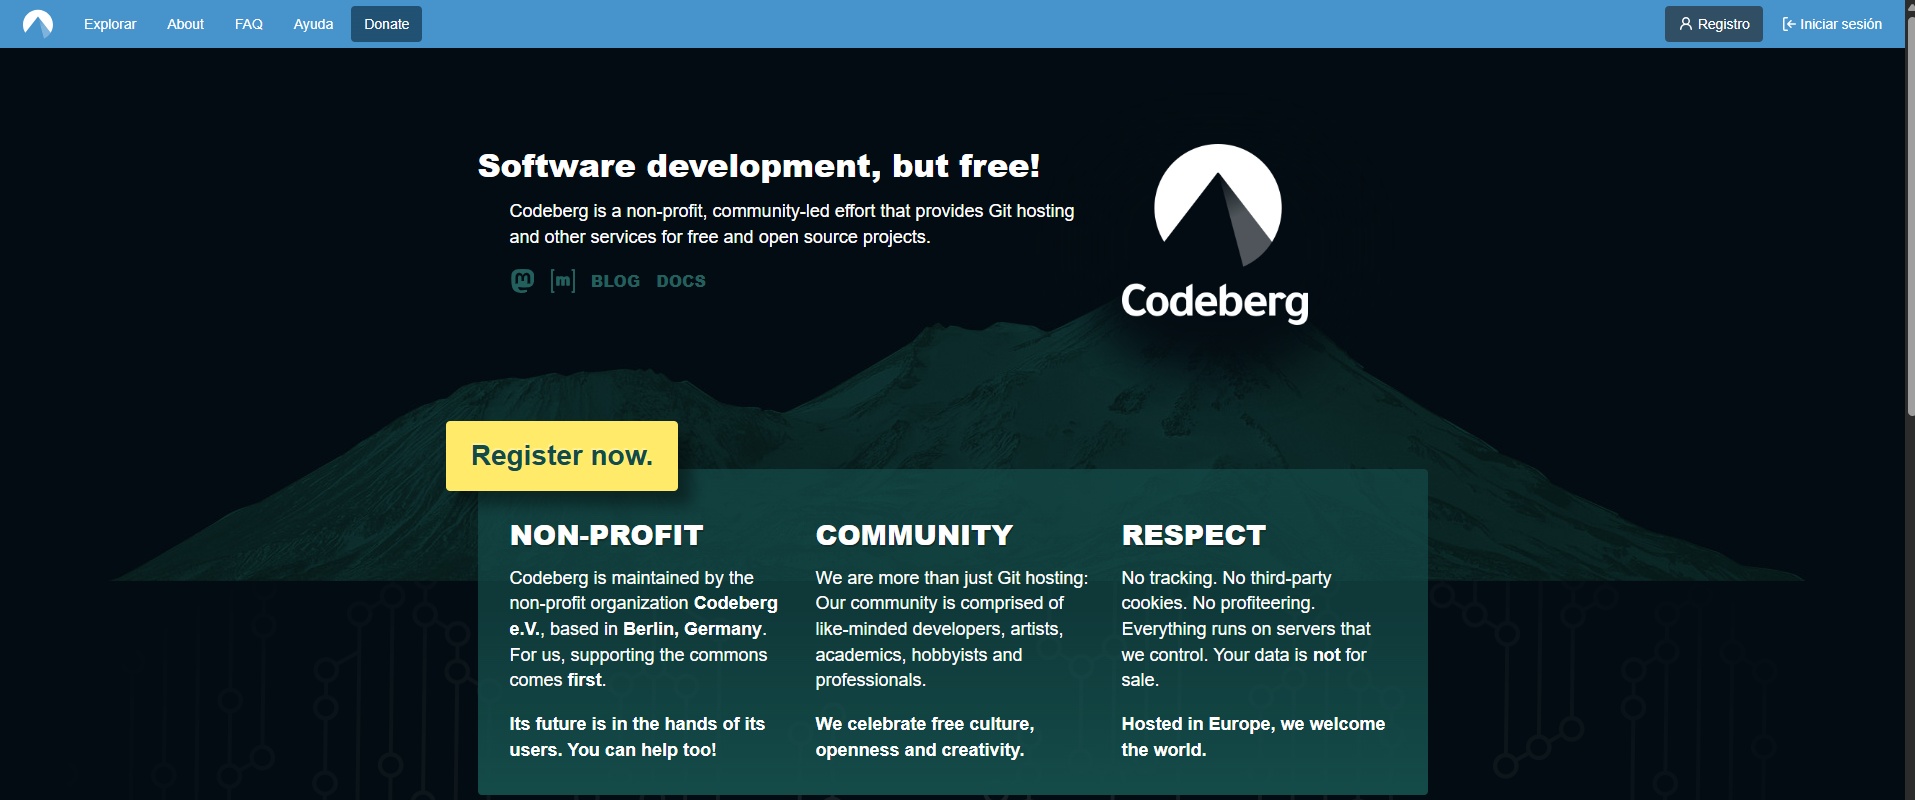 Explorar
About
FAQ
Ayuda
Donate
Registro
Iniciar sesión
Software development, but free!
Codeberg is a non-profit, community-led effort that provides Git hosting
and other services for free and open source projects.
[m]
BLOG
DOCS
Codeberg
Register now.
NON-PROFIT
Codeberg is maintained by the
non-profit organization Codeberg
e.V., based in Berlin, Germany.
For us, supporting the commons
comes first.
Its future is in the hands of its
users. You can help too!
COMMUNITY
We are more than just Git hosting:
Our community is comprised of
like-minded developers, artists,
academics, hobbyists and
professionals.
We celebrate free culture,
openness and creativity.
RESPECT
No tracking. No third-party
cookies. No profiteering.
Everything runs on servers that
we control. Your data is not for
sale.
Hosted in Europe, we welcome
the world.